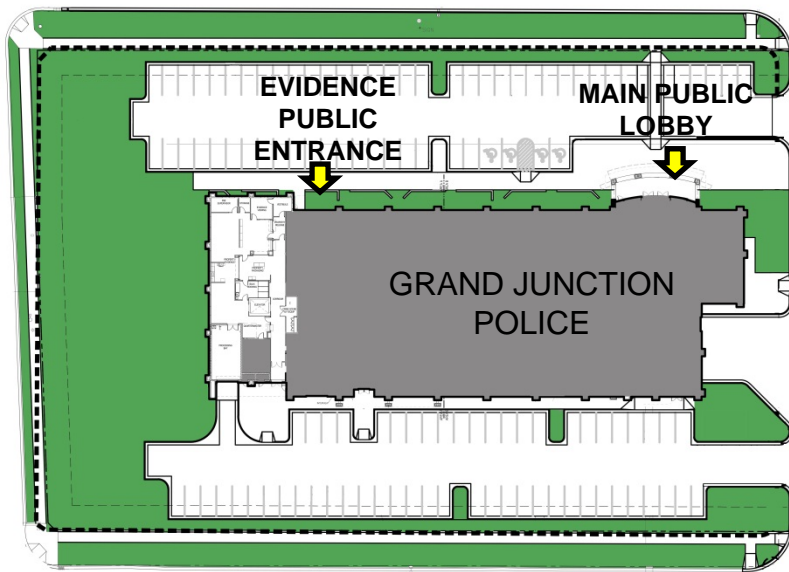 EVIDENCE
PUBLIC
ENTRANCE
MAIN PUBLIC
LOBBY
GRAND JUNCTION
POLICE